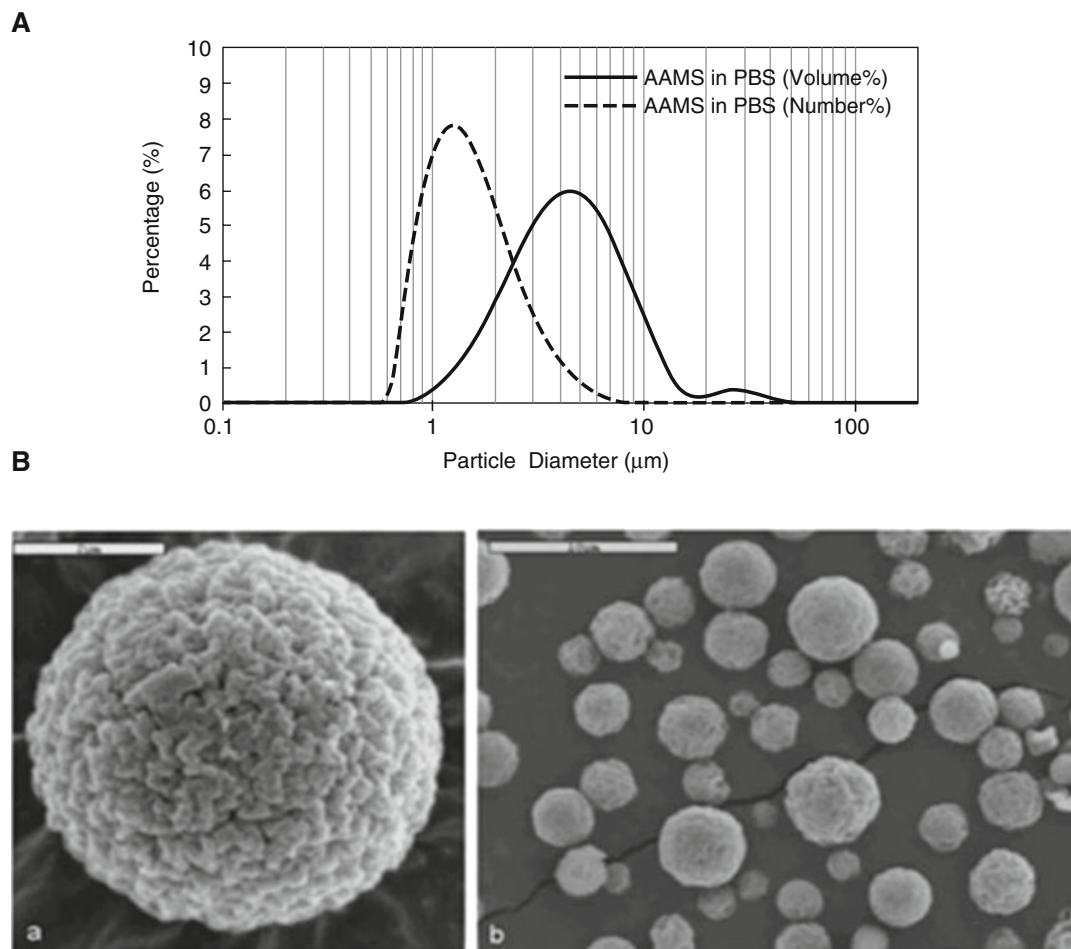 A
10
9
8
7
6
5
4
3
2
1
0
Percentage (%)
AAMS in PBS (Volume%)
AAMS in PBS (Number%)
0.1 1 10 100
Particle Diameter (μm)
B
a
b